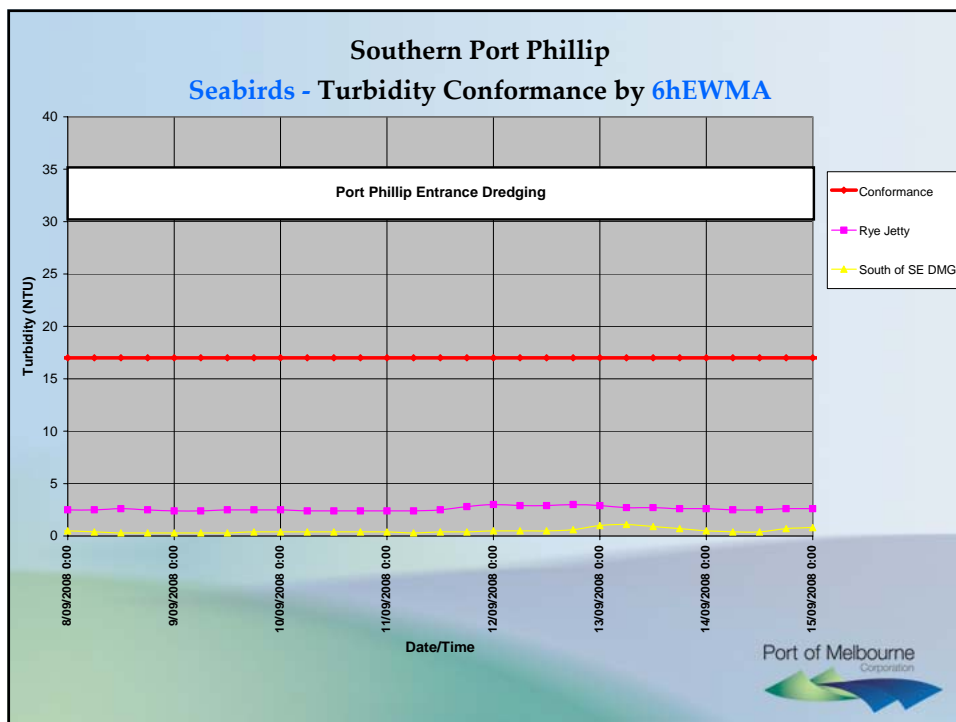 Southern Port Phillip
Seabirds - Turbidity Conformance by 6hEWMA
40
35
30
25
20
15
10
5
0
Turbidity (NTU)
Port Phillip Entrance Dredging
Conformance
Rye Jetty
South of SE DMG
8/09/2008 0:00
9/09/2008 0:00
10/09/2008 0:00
11/09/2008 0:00
12/09/2008 0:00
13/09/2008 0:00
14/09/2008 0:00
15/09/2008 0:00
Date/Time
Port of Melbourne
Corporation